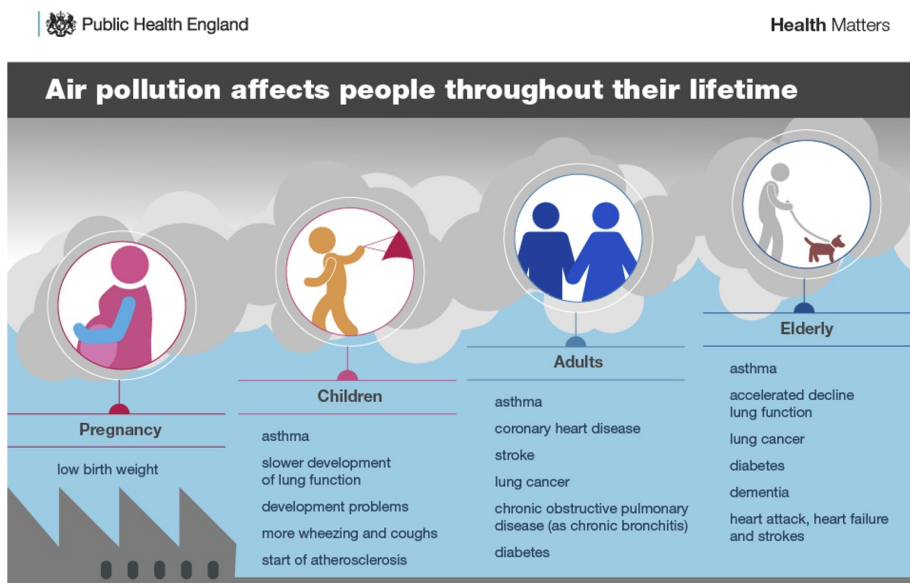 Public Health England
Health Matters
Air pollution affects people throughout their lifetime
Pregnancy
low birth weight
Children
asthma
slower development
of lung function
development problems
more wheezing and coughs
start of atherosclerosis
Adults
asthma
coronary heart disease
stroke
lung cancer
chronic obstructive pulmonary
disease (as chronic bronchitis)
diabetes
Elderly
asthma
accelerated decline
lung function
lung cancer
diabetes
dementia
heart attack, heart failure
and strokes